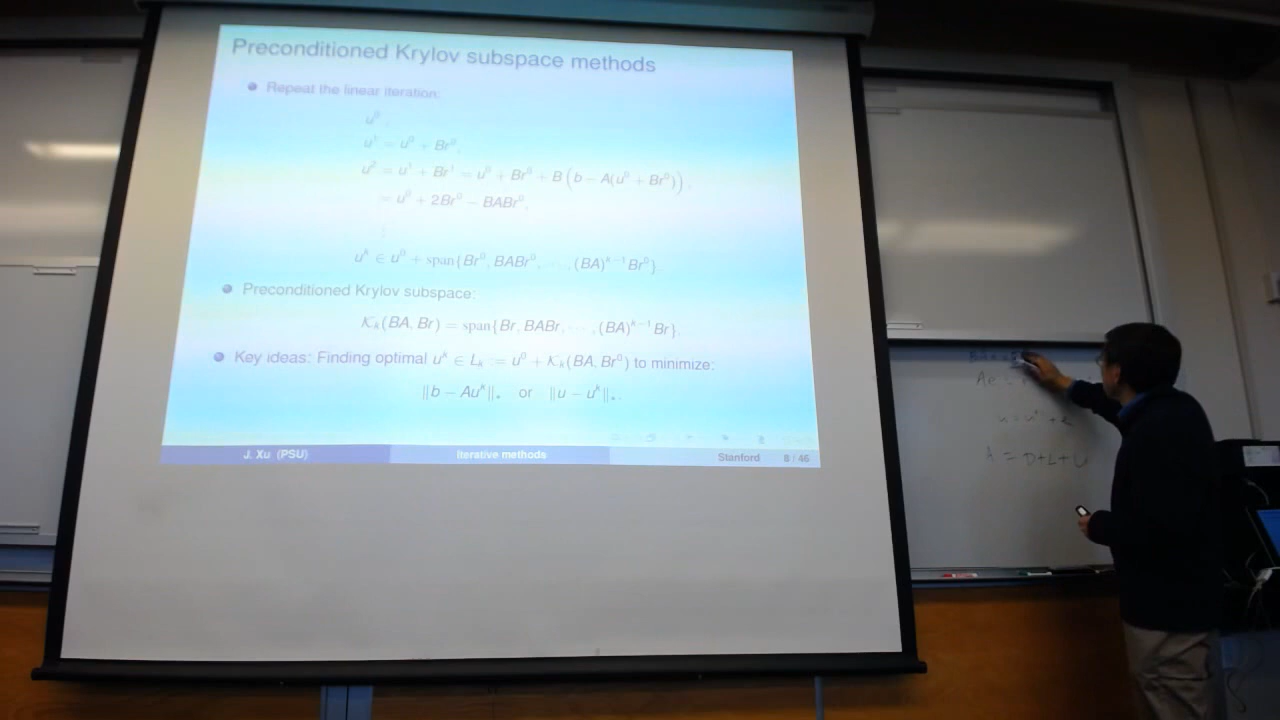 Preconditioned Krylov subspace methods
Repeat the linear iteration:
u⁰,
u¹ = u⁰ + Br⁰,
u² = u¹ + Br¹ = u⁰ + Br⁰ + B(b − A(u⁰ + Br⁰)),
= u⁰ + 2Br⁰ − BABr⁰,
⋮
uᵏ ∈ u⁰ + span{Br⁰, BABr⁰, ⋯ , (BA)ᵏ⁻¹Br⁰}
Preconditioned Krylov subspace:
𝒦ₖ(BA, Br) = span{Br, BABr, ⋯ , (BA)ᵏ⁻¹Br}.
Key ideas: Finding optimal uᵏ ∈ Lₖ := u⁰ + 𝒦ₖ(BA, Br⁰) to minimize:
‖b − Auᵏ‖⋆ or ‖u − uᵏ‖⋆.
J. Xu (PSU) Iterative methods Stanford 8 / 46
Ae =
A = D+L+U